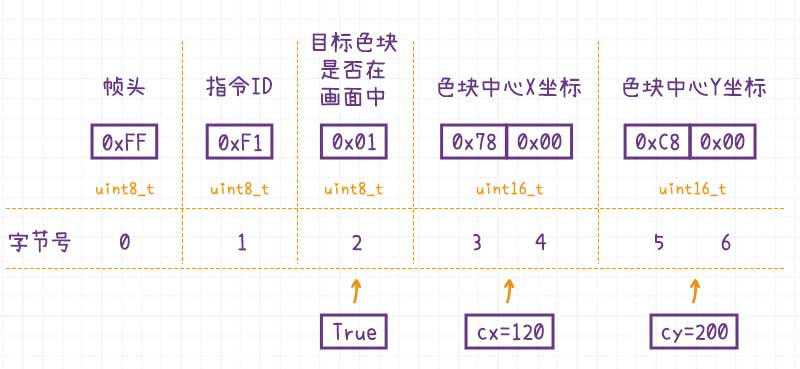 帧头
指令ID
目标色块
是否在
画面中
色块中心X坐标
色块中心Y坐标
0xFF
0xF1
0x01
0x78 0x00
0xC8 0x00
uint8_t
uint8_t
uint8_t
uint16_t
uint16_t
字节号 0 1 2 3 4 5 6
True
cx=120
cy=200